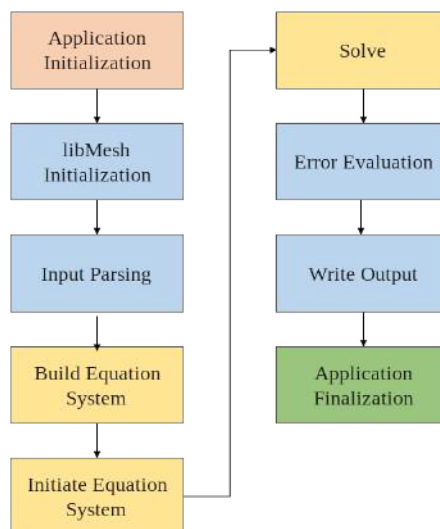 Application
Initialization
libMesh
Initialization
Input Parsing
Build Equation
System
Initiate Equation
System
Solve
Error Evaluation
Write Output
Application
Finalization